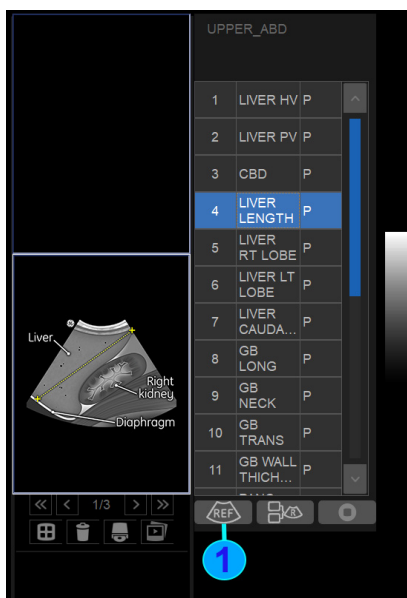 UPPER_ABD
1 LIVER HV P
2 LIVER PV P
3 CBD P
4 LIVER LENGTH P
5 LIVER RT LOBE P
6 LIVER LT LOBE P
7 LIVER CAUDA... P
8 GB LONG P
9 GB NECK P
10 GB TRANS P
11 GB WALL THICH... P
Liver
Right
kidney
Diaphragm
<< < 1/3 > >>
REF
R
1